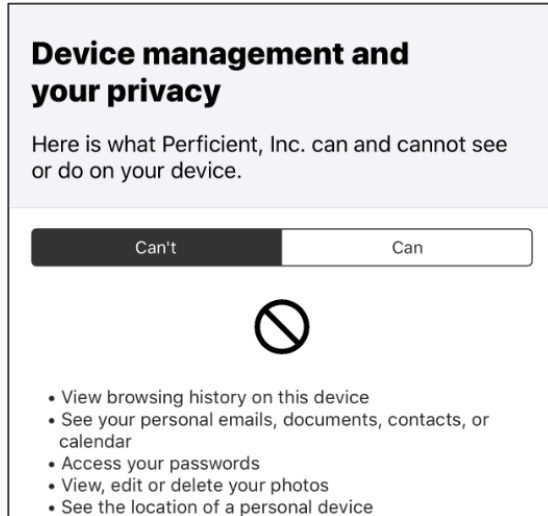 Device management and
your privacy
Here is what Perficient, Inc. can and cannot see
or do on your device.
Can't
Can
• View browsing history on this device
• See your personal emails, documents, contacts, or
calendar
• Access your passwords
• View, edit or delete your photos
• See the location of a personal device